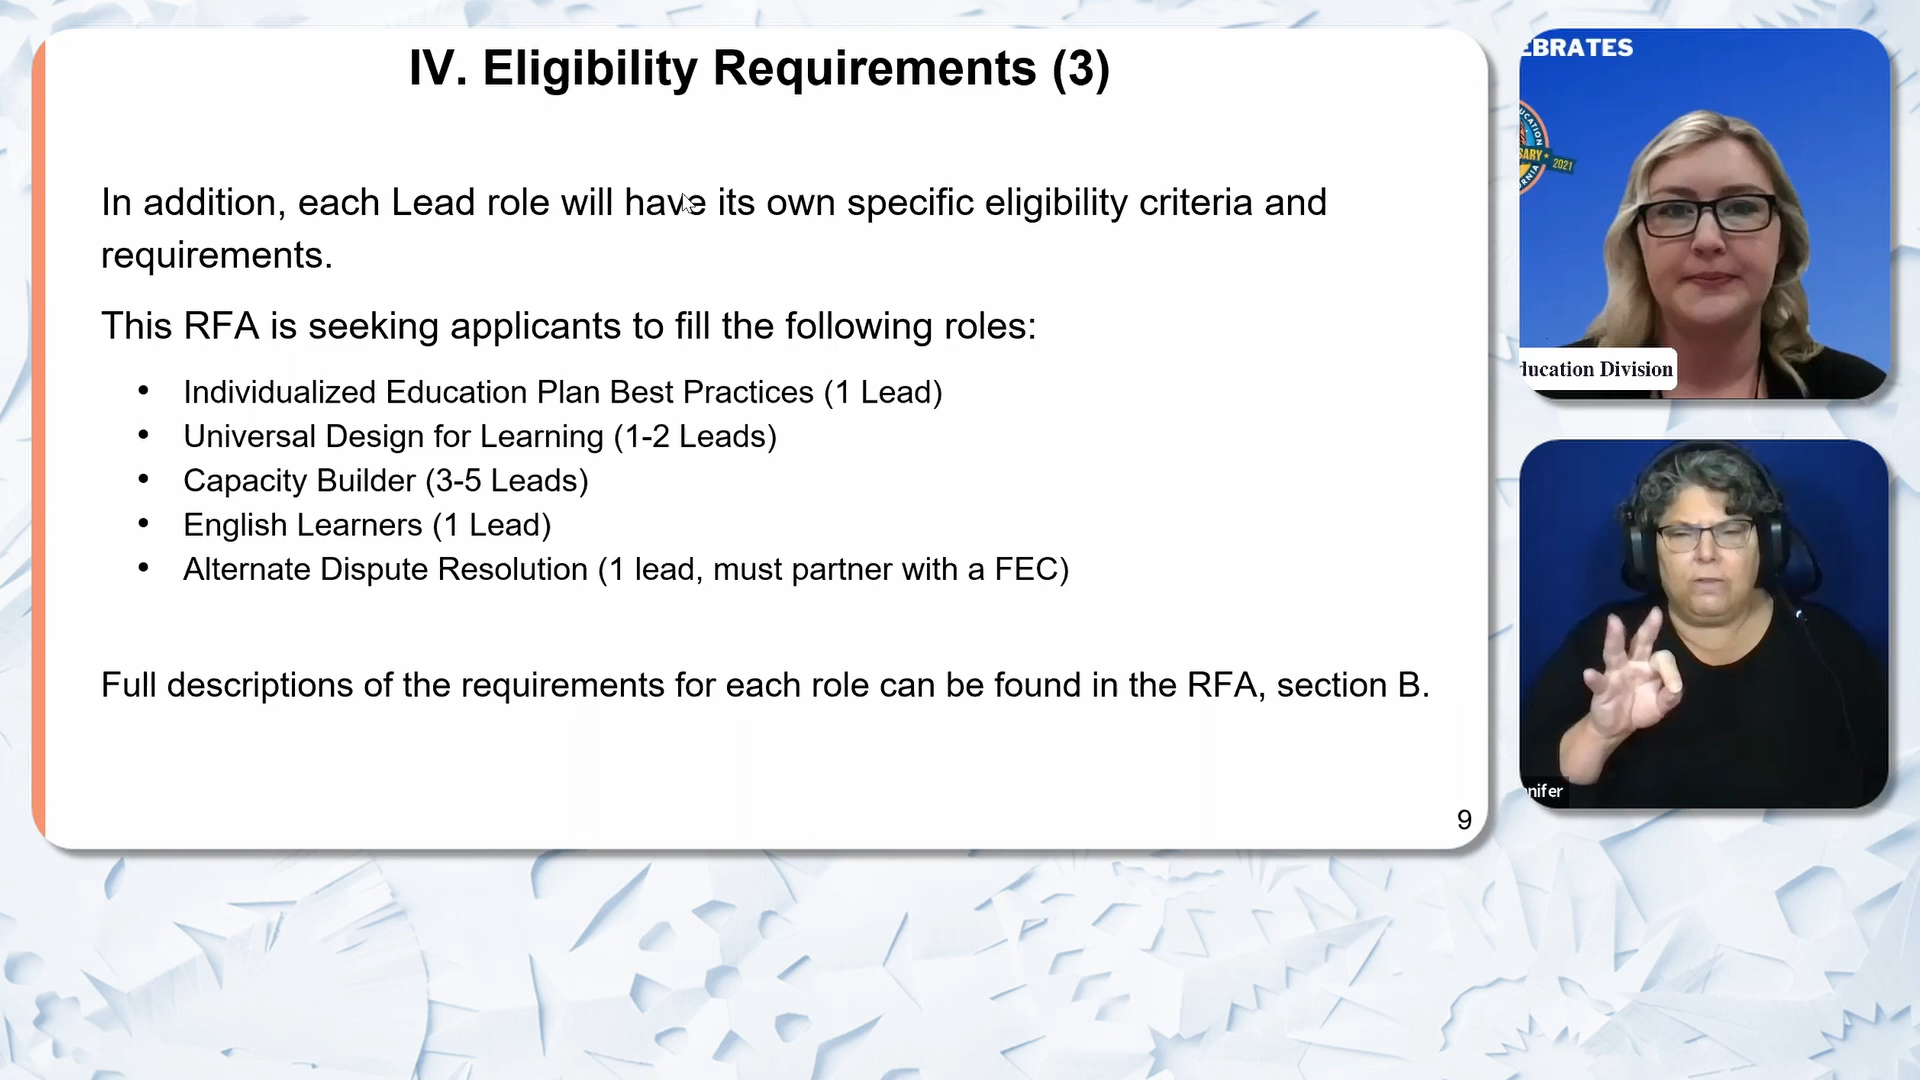 IV. Eligibility Requirements (3)
In addition, each Lead role will have its own specific eligibility criteria and
requirements.
This RFA is seeking applicants to fill the following roles:
• Individualized Education Plan Best Practices (1 Lead)
• Universal Design for Learning (1-2 Leads)
• Capacity Builder (3-5 Leads)
• English Learners (1 Lead)
• Alternate Dispute Resolution (1 lead, must partner with a FEC)
Full descriptions of the requirements for each role can be found in the RFA, section B.
9
EBRATES
UCATION
SARY ★ 2021
RNIA
ducation Division
nifer